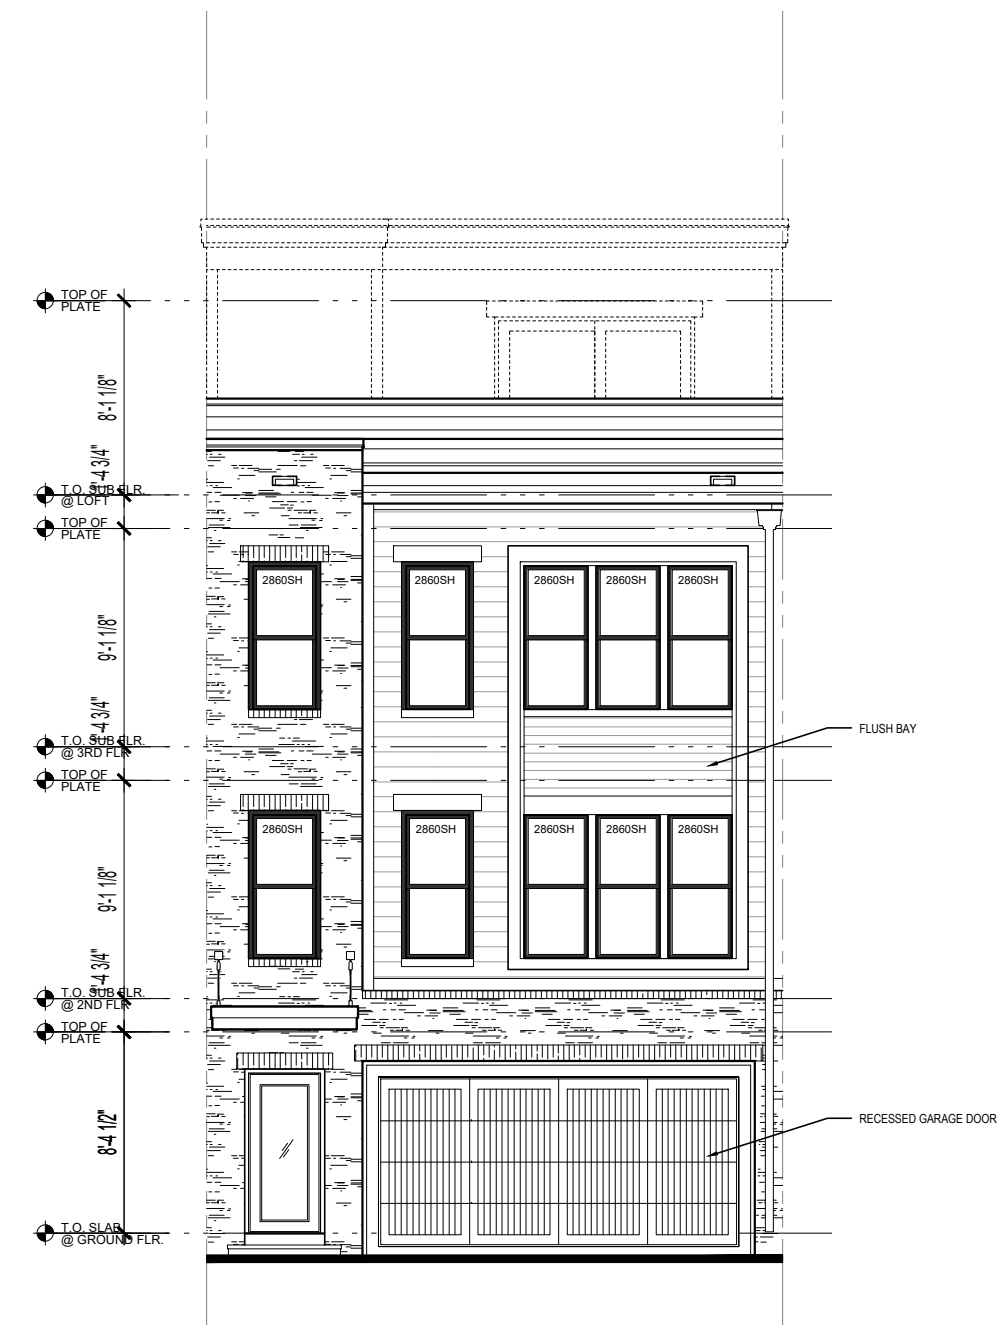 TOP OF
PLATE
8'-1 1/8"
-4 3/4"
T.O. SUB FLR.
@ LOFT
TOP OF
PLATE
2860SH
2860SH
2860SH
2860SH
2860SH
9'-1 1/8"
-4 3/4"
FLUSH BAY
T.O. SUB FLR.
@ 3RD FLR
TOP OF
PLATE
2860SH
2860SH
2860SH
2860SH
2860SH
9'-1 1/8"
-4 3/4"
T.O. SUB FLR.
@ 2ND FLR
TOP OF
PLATE
8'-4 1/2"
RECESSED GARAGE DOOR
T.O. SLAB
@ GROUND FLR.